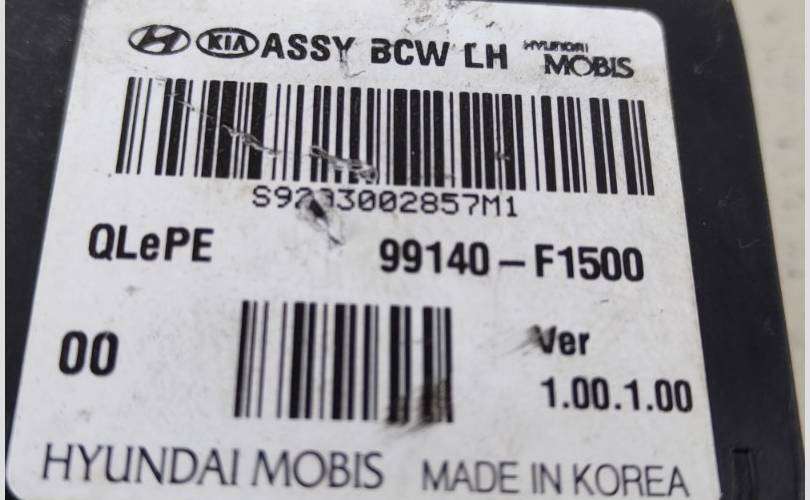 KIA ASSY BCW LH HYUNDAI MOBIS
QLePE 99140-F1500
00 Ver
1.00.1.00
HYUNDAI MOBIS MADE IN KOREA